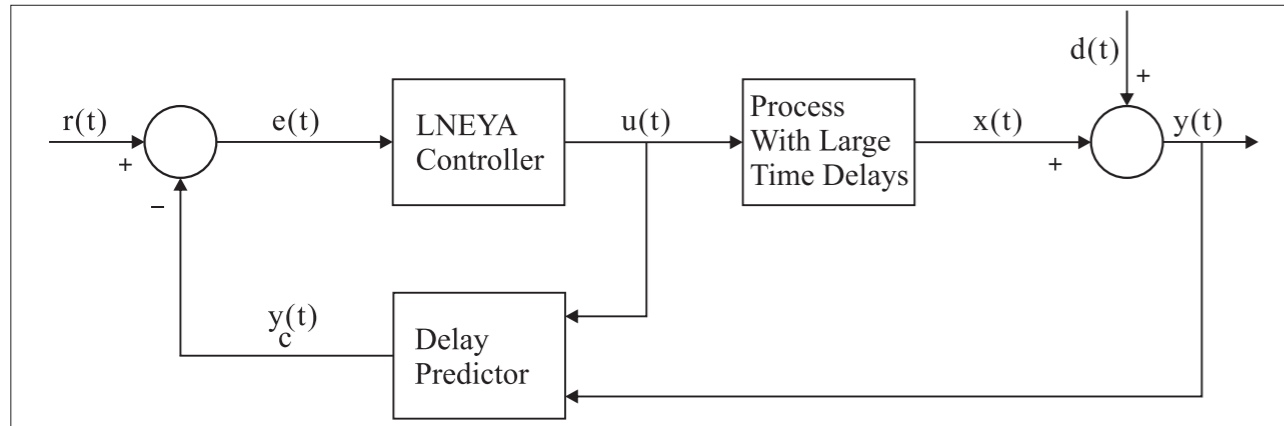 d(t)
+
r(t)
e(t)
LNEYA
Controller
u(t)
Process
With Large
Time Delays
x(t)
y(t)
+
+
−
y(t)
c
Delay
Predictor